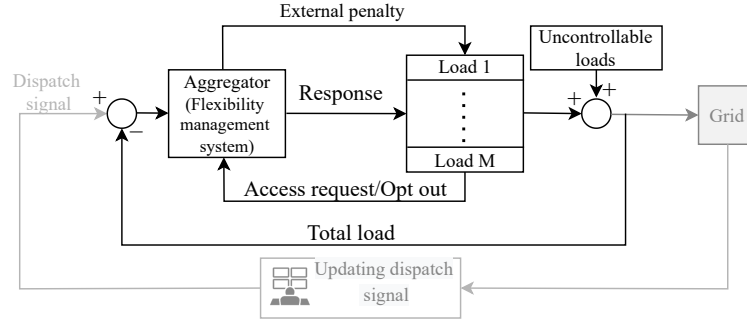 External penalty
Uncontrollable
loads
Dispatch
signal
+
−
Aggregator
(Flexibility
management
system)
Response
Load 1
Load M
+
+
Grid
Access request/Opt out
Total load
Updating dispatch
signal